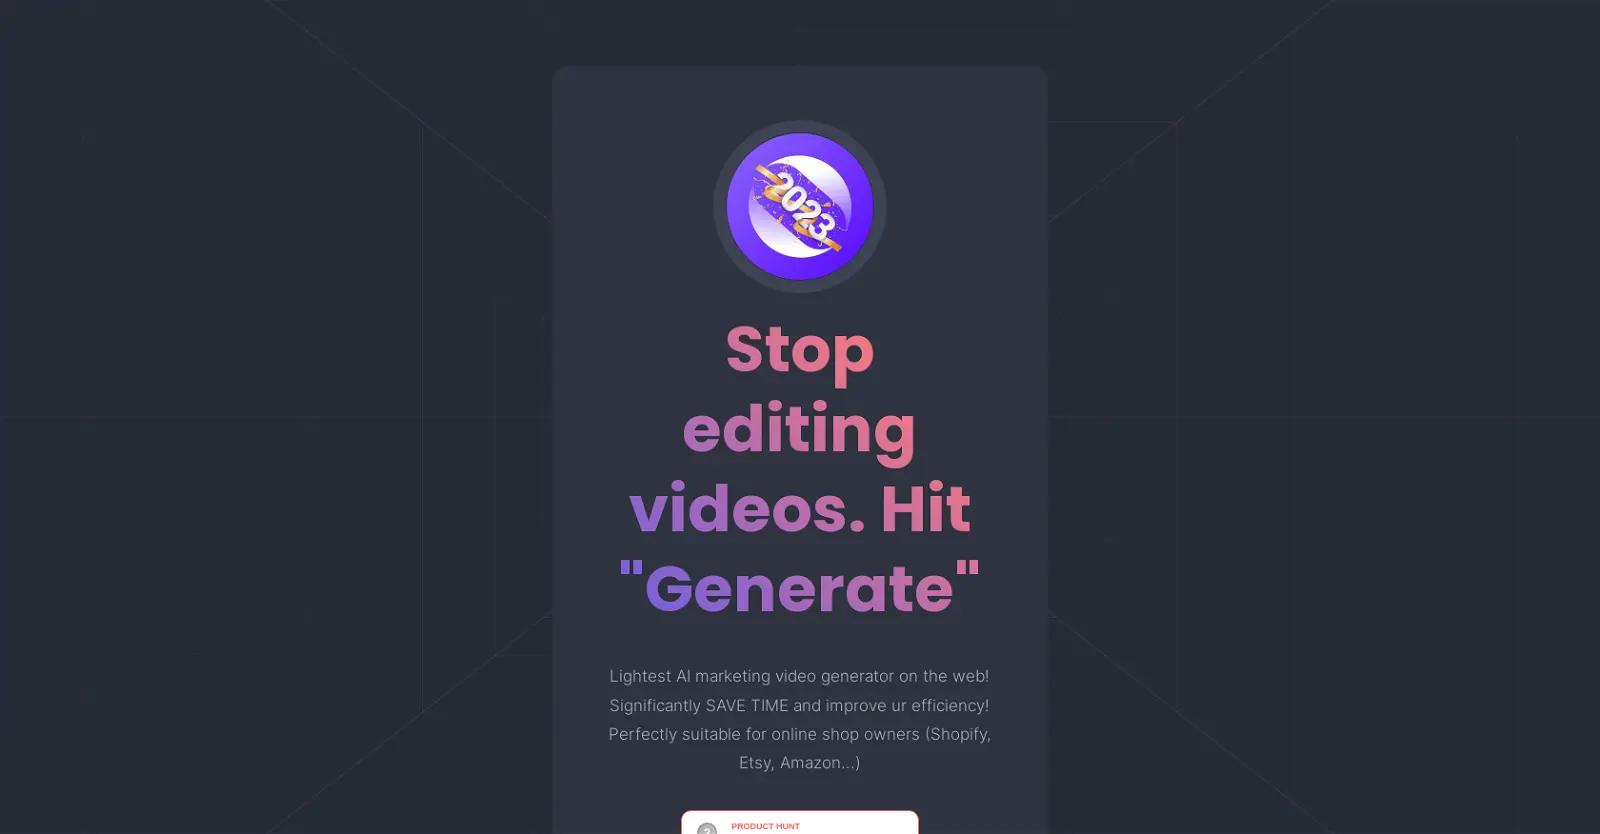 2023
Stop
editing
videos. Hit
"Generate"
Lightest AI marketing video generator on the web!
Significantly SAVE TIME and improve ur efficiency!
Perfectly suitable for online shop owners (Shopify,
Etsy, Amazon...)
2 PRODUCT HUNT